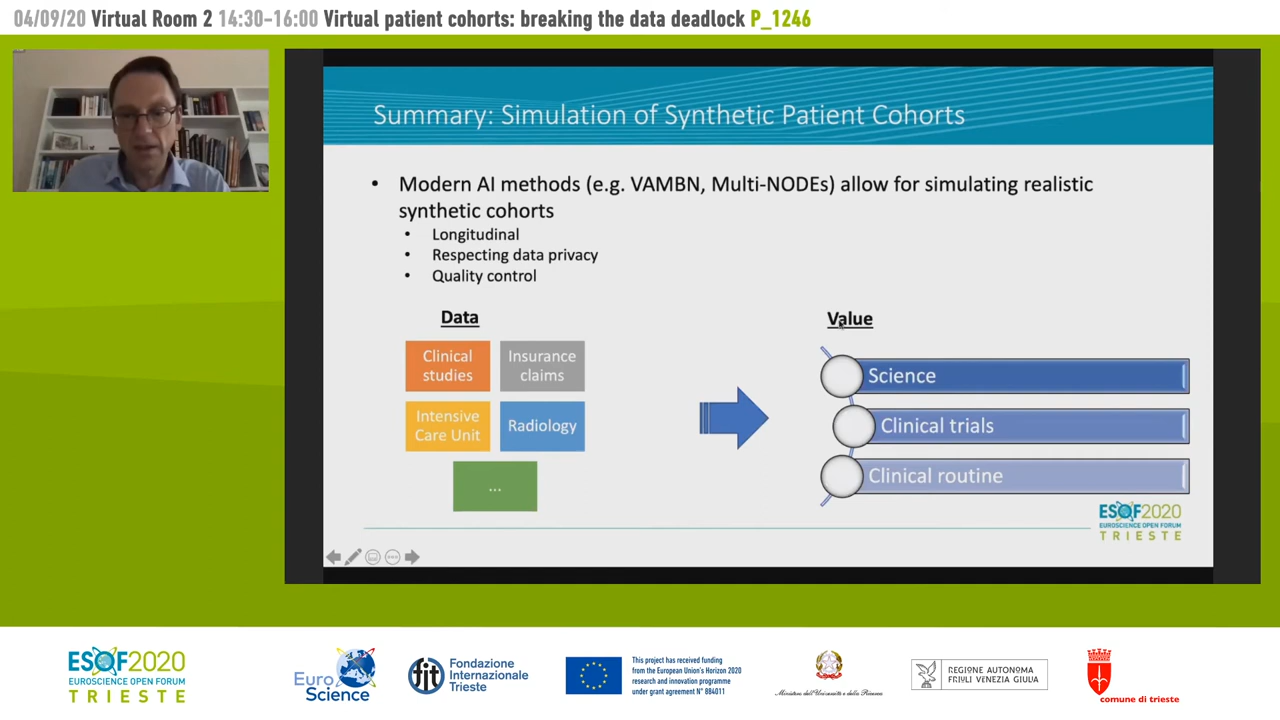 04/09/20 Virtual Room 2 14:30-16:00 Virtual patient cohorts: breaking the data deadlock P_1246
Summary: Simulation of Synthetic Patient Cohorts
• Modern AI methods (e.g. VAMBN, Multi-NODEs) allow for simulating realistic
synthetic cohorts
• Longitudinal
• Respecting data privacy
• Quality control
Data
Clinical
studies
Insurance
claims
Intensive
Care Unit
Radiology
...
Value
Science
Clinical trials
Clinical routine
ESOF2020
EUROSCIENCE OPEN FORUM
TRIESTE
ESOF2020
EUROSCIENCE OPEN FORUM
TRIESTE
Euro
Science
fit
Fondazione
Internazionale
Trieste
This project has received funding
from the European Union's Horizon 2020
research and innovation programme
under grant agreement N° 884011
Ministero dell'Università e della Ricerca
REGIONE AUTONOMA
FRIULI VENEZIA GIULIA
comune di trieste